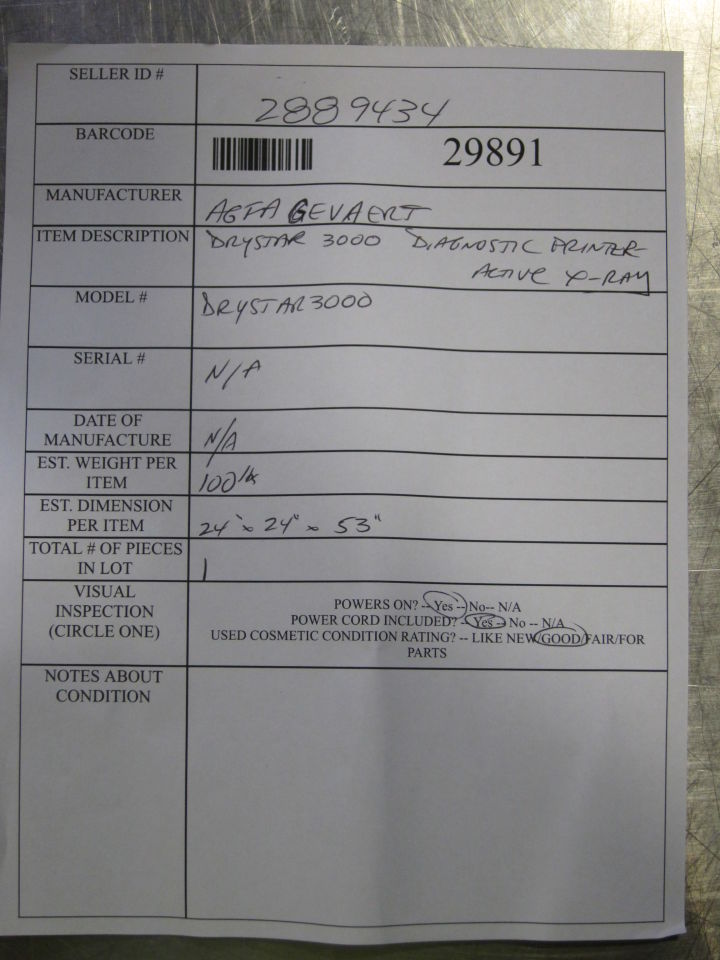 SELLER ID # 2889434
BARCODE 29891
MANUFACTURER AGFA GEVAERT
ITEM DESCRIPTION DRYSTAR 3000 DIAGNOSTIC PRINTER-
ACTIVE X-RAY
MODEL # DRYSTAR3000
SERIAL # N/A
DATE OF
MANUFACTURE N/A
EST. WEIGHT PER
ITEM 100 lbs
EST. DIMENSION
PER ITEM 24" x 24" x 53"
TOTAL # OF PIECES
IN LOT 1
VISUAL
INSPECTION
(CIRCLE ONE)
POWERS ON? -- Yes -- No-- N/A
POWER CORD INCLUDED? -- Yes -- No -- N/A
USED COSMETIC CONDITION RATING? -- LIKE NEW/GOOD/FAIR/FOR
PARTS
NOTES ABOUT
CONDITION